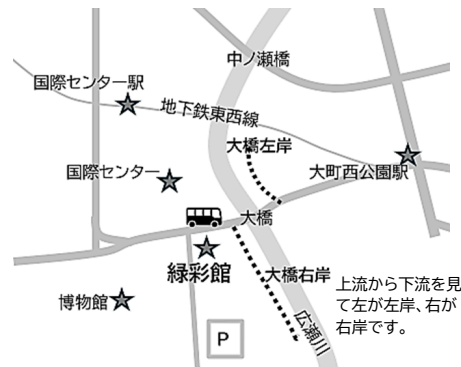 中ノ瀬橋
国際センター駅
地下鉄東西線
大橋左岸
国際センター
大町西公園駅
大橋
緑彩館
大橋右岸
上流から下流を見
て左が左岸、右が
右岸です。
博物館
広瀬川
P